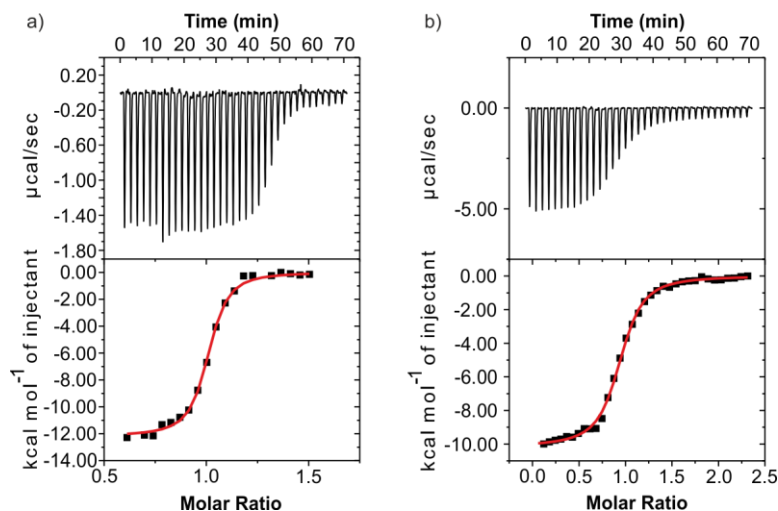 a)
Time (min)
0 10 20 30 40 50 60 70
0.20
-0.20
-0.60
-1.00
-1.40
-1.80
µcal/sec
0.00
-2.00
-4.00
-6.00
-8.00
-10.00
-12.00
-14.00
kcal mol⁻¹ of injectant
0.5 1.0 1.5
Molar Ratio
b)
Time (min)
0 10 20 30 40 50 60 70
0.00
-5.00
µcal/sec
0.00
-2.00
-4.00
-6.00
-8.00
-10.00
kcal mol⁻¹ of injectant
0.0 0.5 1.0 1.5 2.0 2.5
Molar Ratio